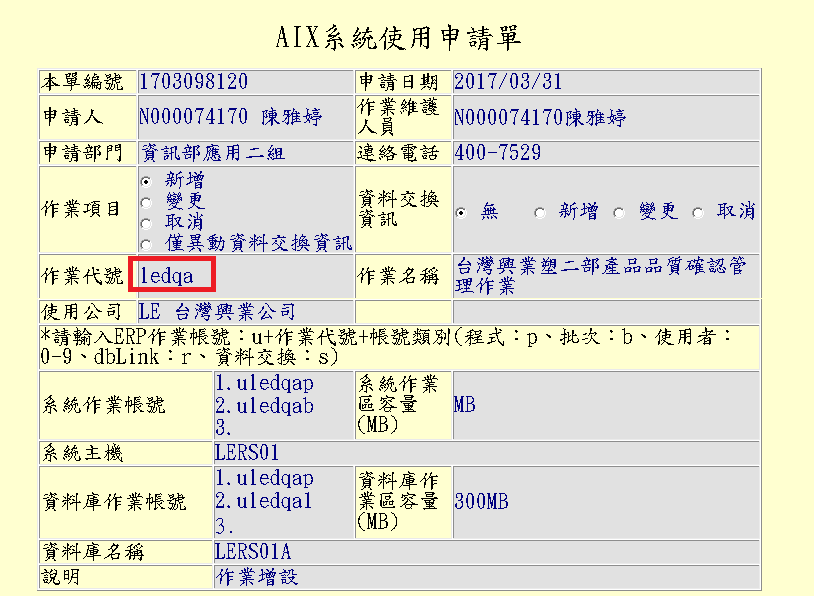 AIX系統使用申請單
本單編號 1703098120 申請日期 2017/03/31
申請人 N000074170 陳雅婷 作業維護人員 N000074170陳雅婷
申請部門 資訊部應用二組 連絡電話 400-7529
作業項目
新增
變更
取消
僅異動資料交換資訊
資料交換資訊 無 新增 變更 取消
作業代號 ledqa 作業名稱 台灣興業塑二部產品品質確認管理作業
使用公司 LE 台灣興業公司
*請輸入ERP作業帳號：u+作業代號+帳號類別(程式：p、批次：b、使用者：
0-9、dbLink：r、資料交換：s)
系統作業帳號
1.uledqap
2.uledqab
3.
系統作業區容量(MB) MB
系統主機 LERS01
資料庫作業帳號
1.uledqap
2.uledqa1
3.
資料庫作業區容量(MB) 300MB
資料庫名稱 LERS01A
說明 作業增設